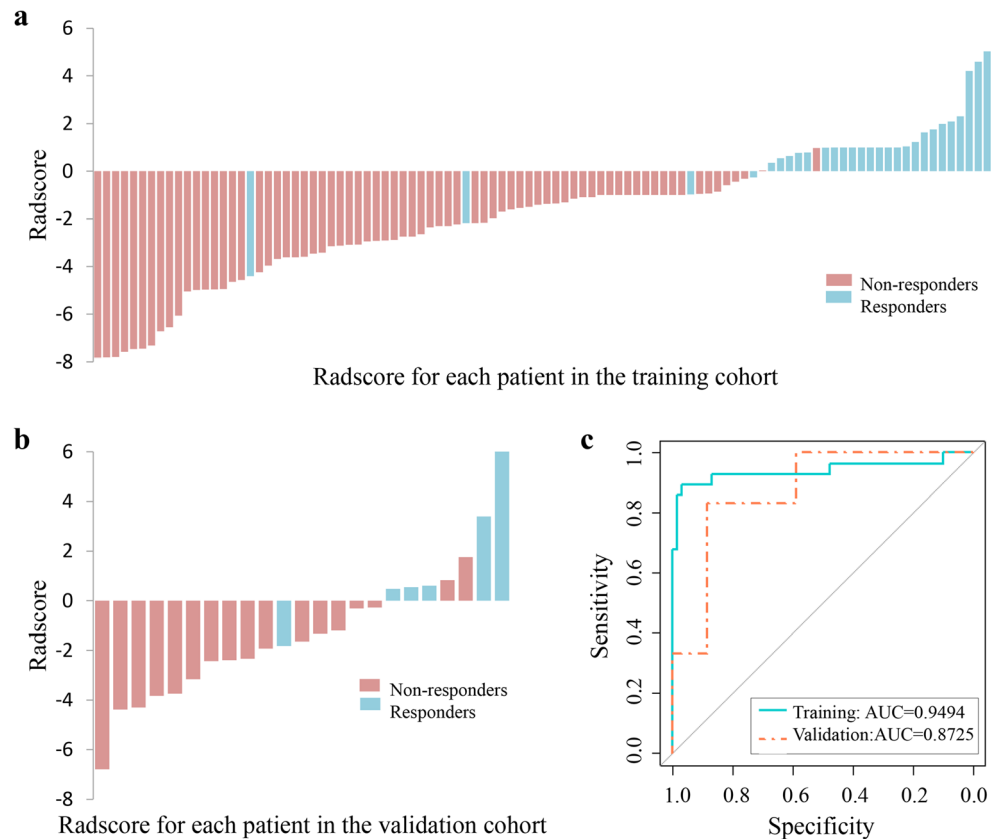 a
6
4
2
0
-2
-4
-6
-8
Radscore
Non-responders
Responders
Radscore for each patient in the training cohort
b
6
4
2
0
-2
-4
-6
-8
Radscore
Non-responders
Responders
Radscore for each patient in the validation cohort
c
1.0
0.8
0.6
0.4
0.2
0.0
Sensitivity
Training: AUC=0.9494
Validation:AUC=0.8725
1.0 0.8 0.6 0.4 0.2 0.0
Specificity